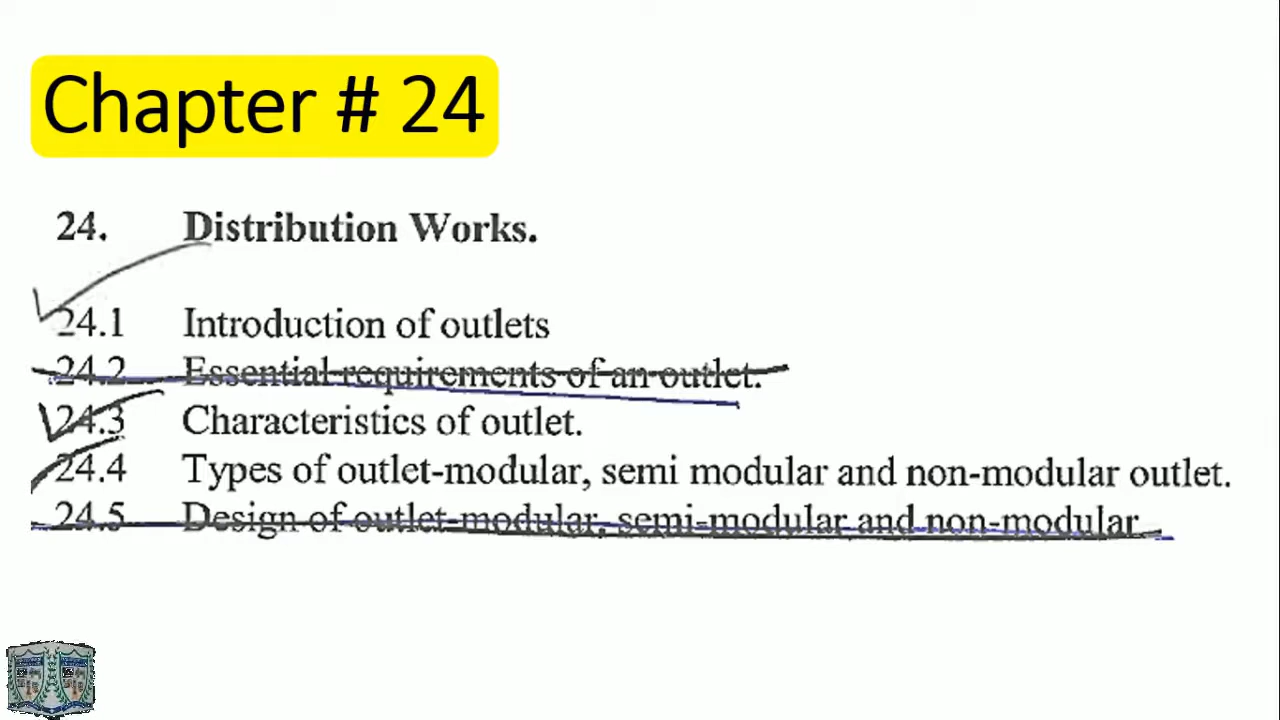 Chapter # 24
24. Distribution Works.
24.1 Introduction of outlets
24.2 Essential requirements of an outlet.
24.3 Characteristics of outlet.
24.4 Types of outlet-modular, semi modular and non-modular outlet.
24.5 Design of outlet-modular, semi-modular and non-modular